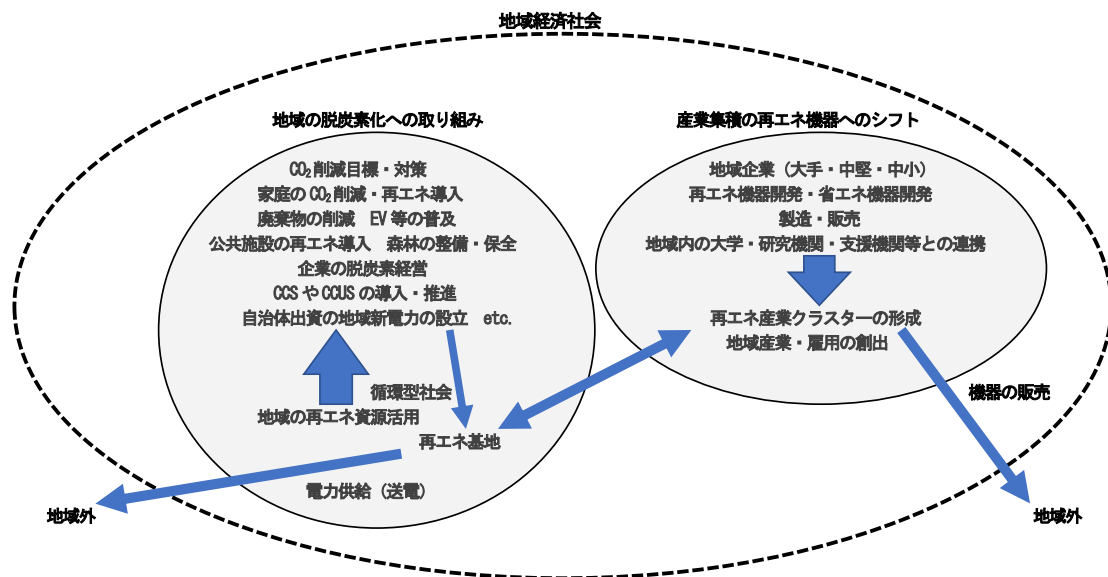 地域経済社会
地域の脱炭素化への取り組み
CO₂削減目標・対策
家庭のCO₂削減・再エネ導入
廃棄物の削減　EV等の普及
公共施設の再エネ導入　森林の整備・保全
企業の脱炭素経営
CCSやCCUSの導入・推進
自治体出資の地域新電力の設立　etc.
循環型社会
地域の再エネ資源活用
再エネ基地
電力供給（送電）
地域外
産業集積の再エネ機器へのシフト
地域企業（大手・中堅・中小）
再エネ機器開発・省エネ機器開発
製造・販売
地域内の大学・研究機関・支援機関等との連携
再エネ産業クラスターの形成
地域産業・雇用の創出
機器の販売
地域外